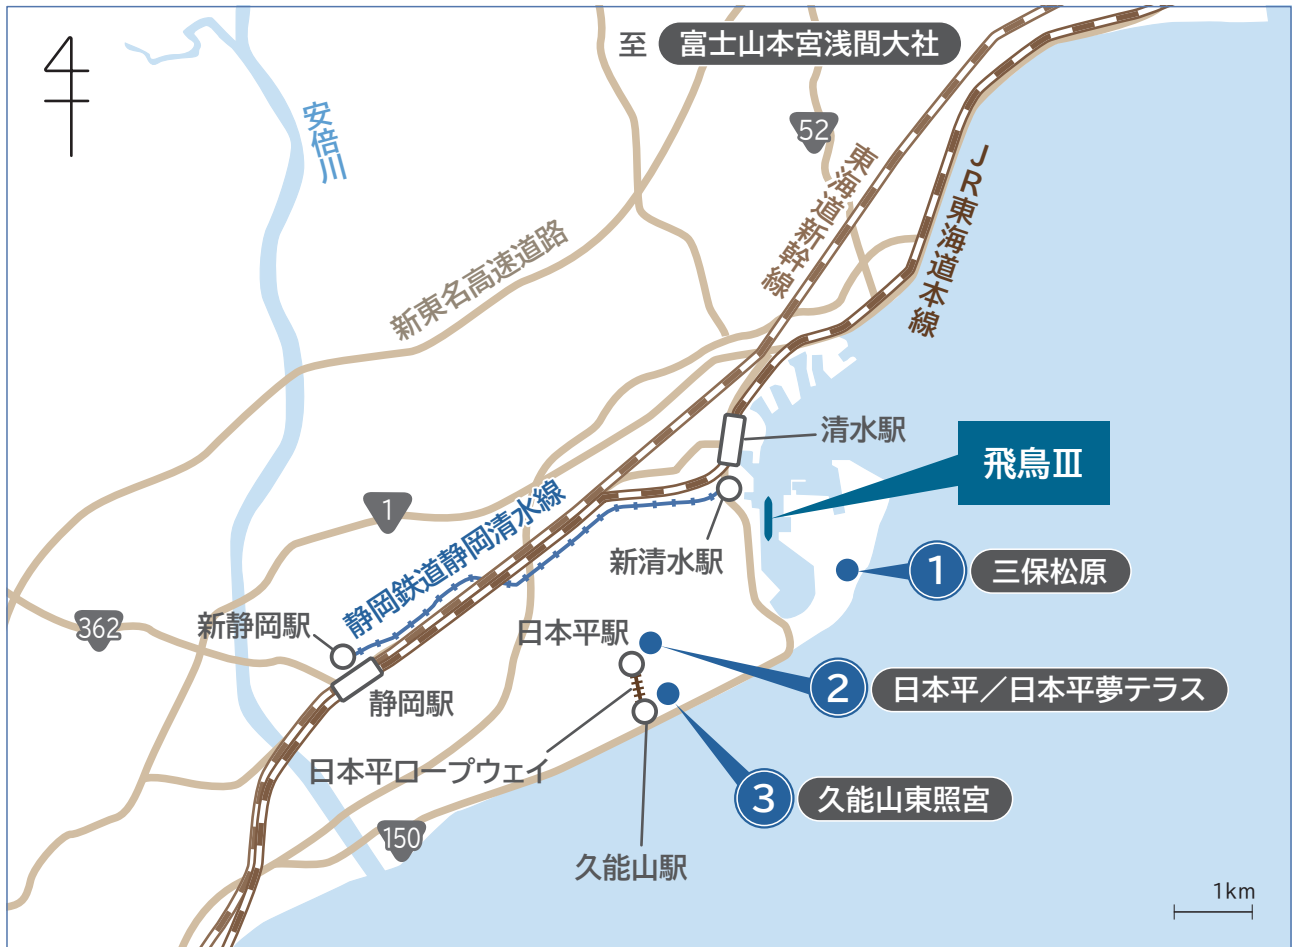 至 富士山本宮浅間大社
安倍川
52
東海道新幹線
JR東海道本線
新東名高速道路
清水駅
飛鳥Ⅲ
1
静岡鉄道静岡清水線
新清水駅
1 三保松原
362
新静岡駅
日本平駅
静岡駅
2 日本平／日本平夢テラス
日本平ロープウェイ
3 久能山東照宮
150
久能山駅
1km